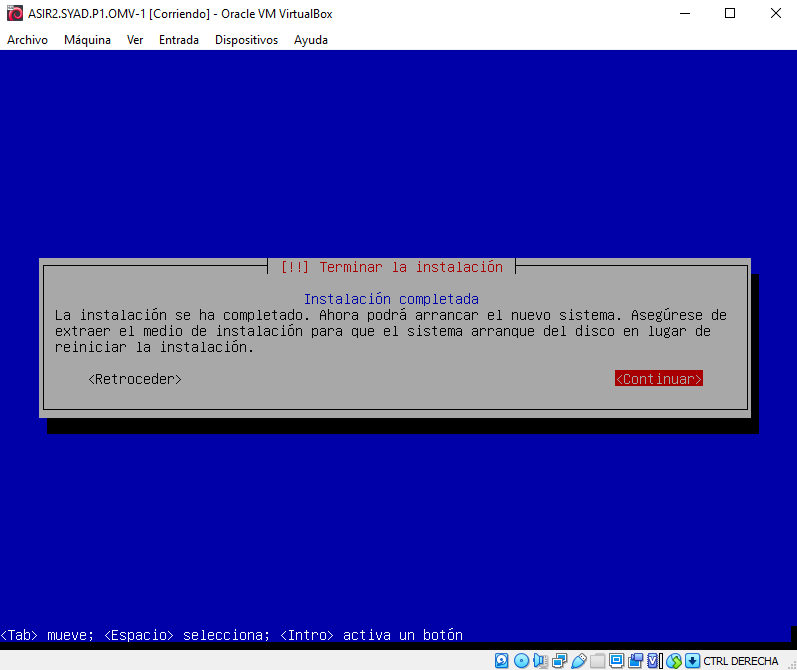 ASIR2.SYAD.P1.OMV-1 [Corriendo] - Oracle VM VirtualBox
Archivo Máquina Ver Entrada Dispositivos Ayuda
[!!] Terminar la instalación
Instalación completada
La instalación se ha completado. Ahora podrá arrancar el nuevo sistema. Asegúrese de
extraer el medio de instalación para que el sistema arranque del disco en lugar de
reiniciar la instalación.
<Retroceder> <Continuar>
<Tab> mueve; <Espacio> selecciona; <Intro> activa un botón
CTRL DERECHA